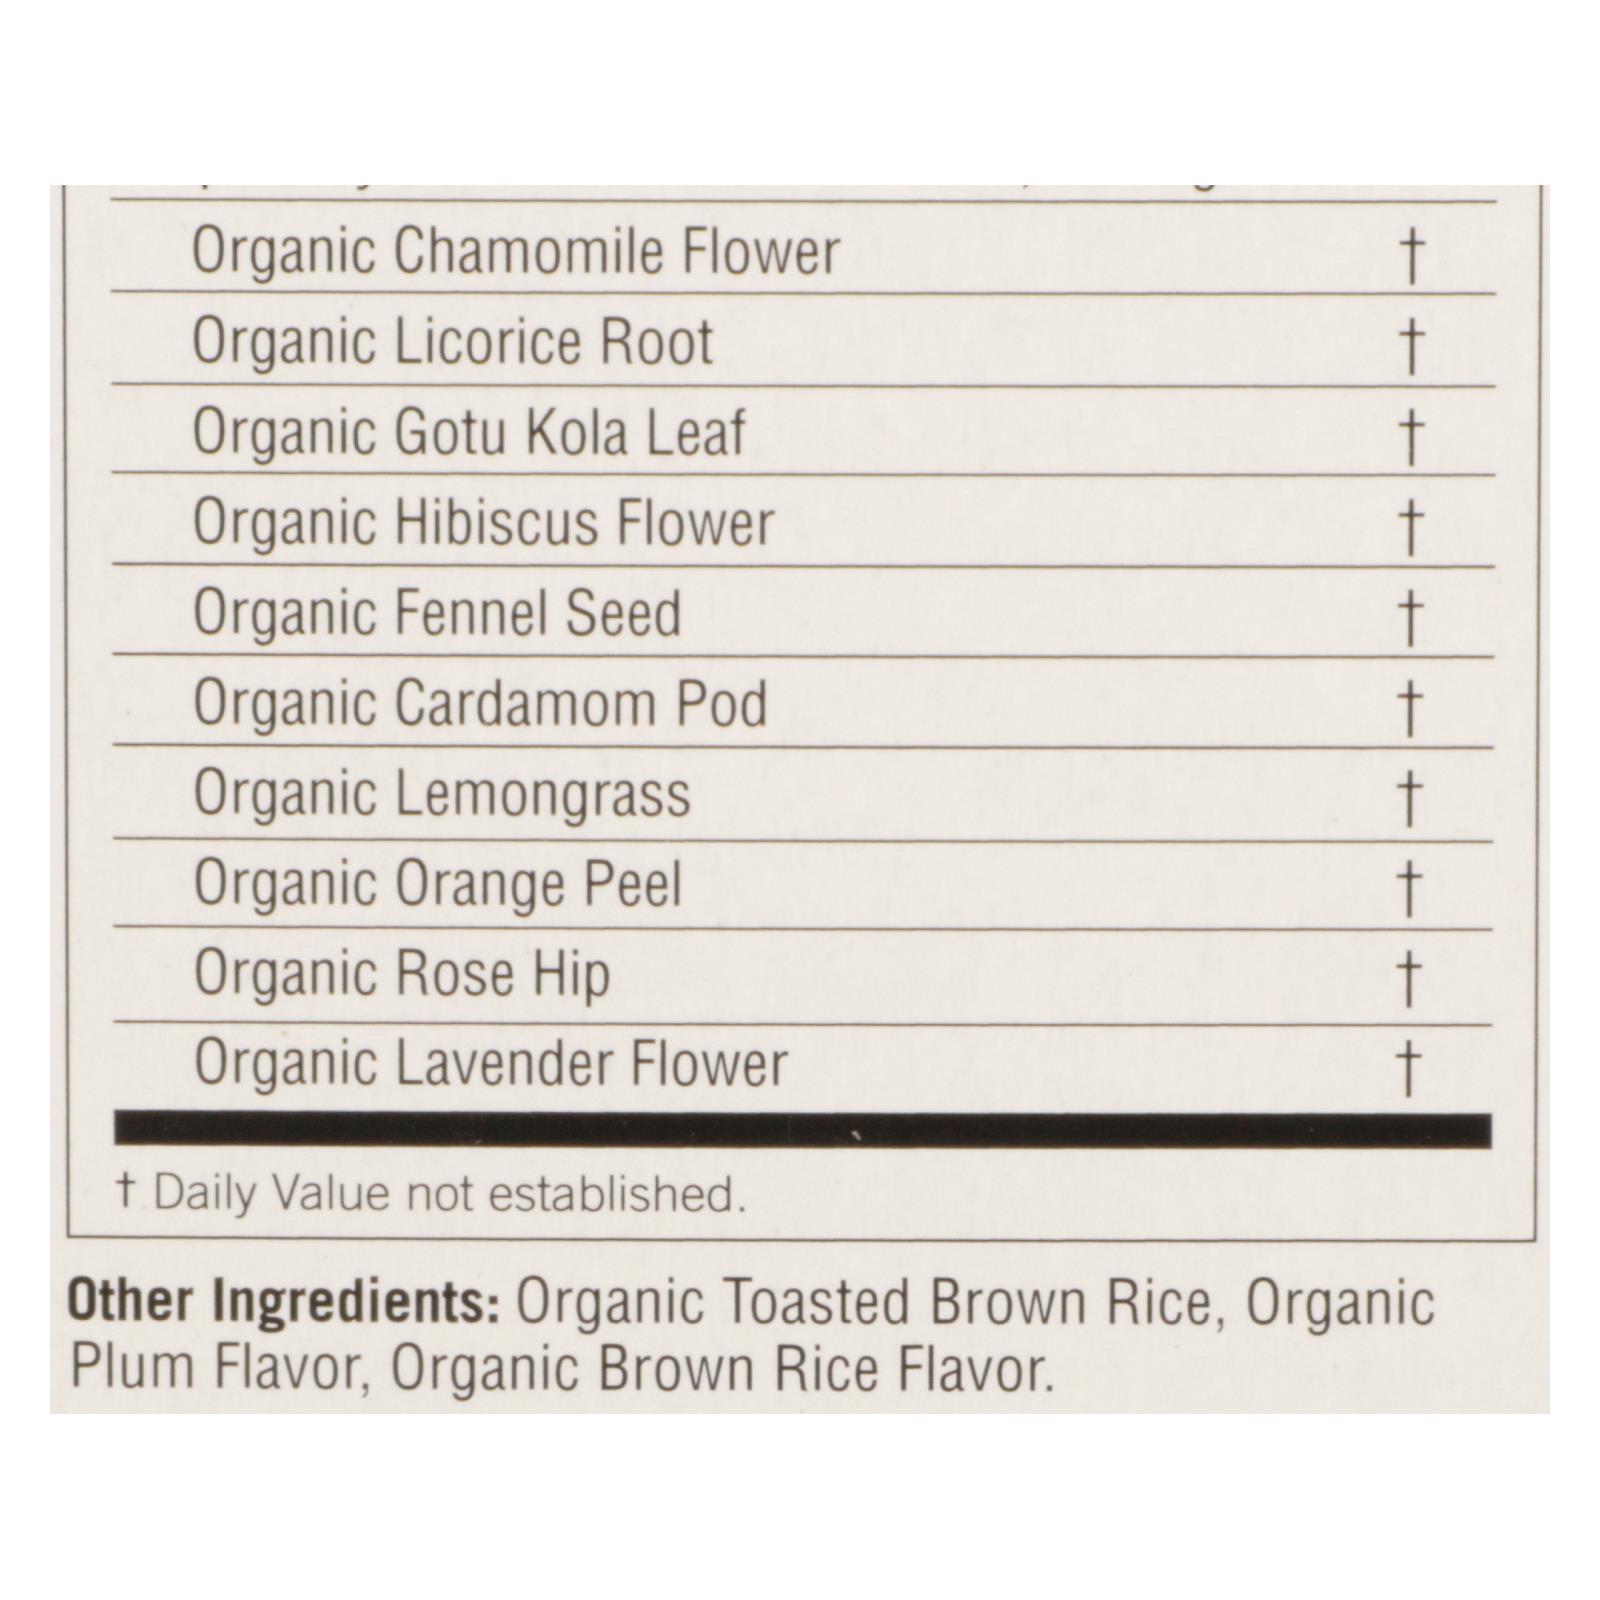 Organic Chamomile Flower †
Organic Licorice Root †
Organic Gotu Kola Leaf †
Organic Hibiscus Flower †
Organic Fennel Seed †
Organic Cardamom Pod †
Organic Lemongrass †
Organic Orange Peel †
Organic Rose Hip †
Organic Lavender Flower †
† Daily Value not established.
Other Ingredients: Organic Toasted Brown Rice, Organic
Plum Flavor, Organic Brown Rice Flavor.